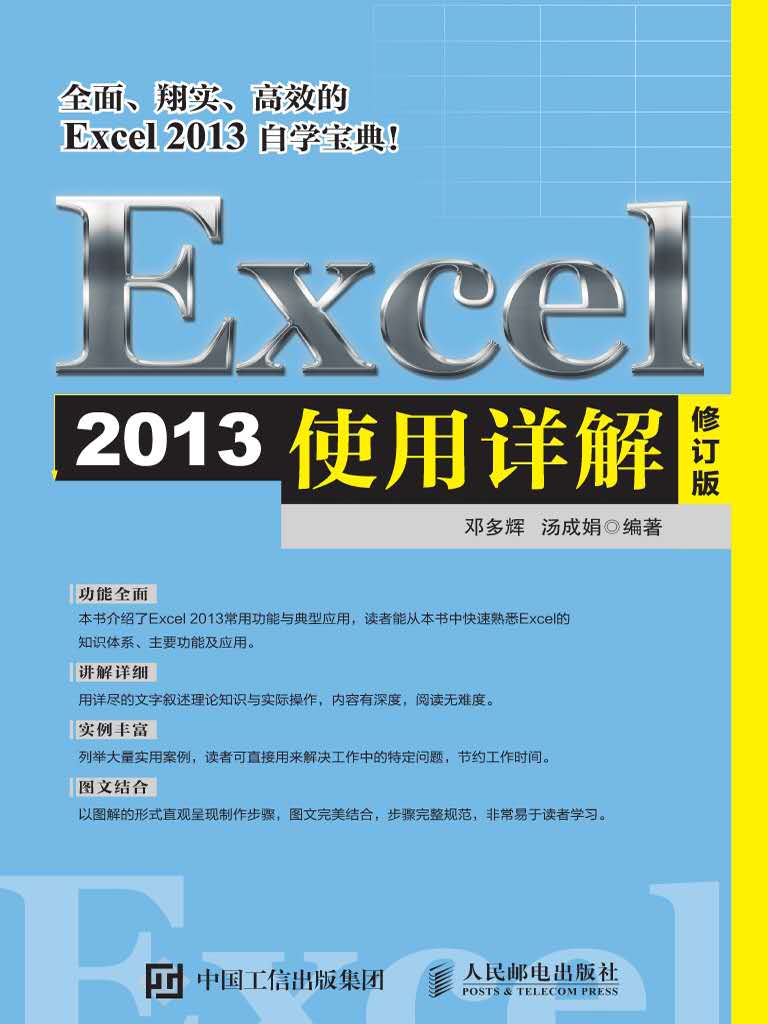 全面、翔实、高效的
Excel 2013 自学宝典！
Excel
2013 使用详解 修订版
邓多辉 汤成娟◎编著
功能全面
本书介绍了Excel 2013常用功能与典型应用，读者能从本书中快速熟悉Excel的
知识体系、主要功能及应用。
讲解详细
用详尽的文字叙述理论知识与实际操作，内容有深度，阅读无难度。
实例丰富
列举大量实用案例，读者可直接用来解决工作中的特定问题，节约工作时间。
图文结合
以图解的形式直观呈现制作步骤，图文完美结合，步骤完整规范，非常易于读者学习。
Excel
中国工信出版集团 人民邮电出版社
POSTS & TELECOM PRESS